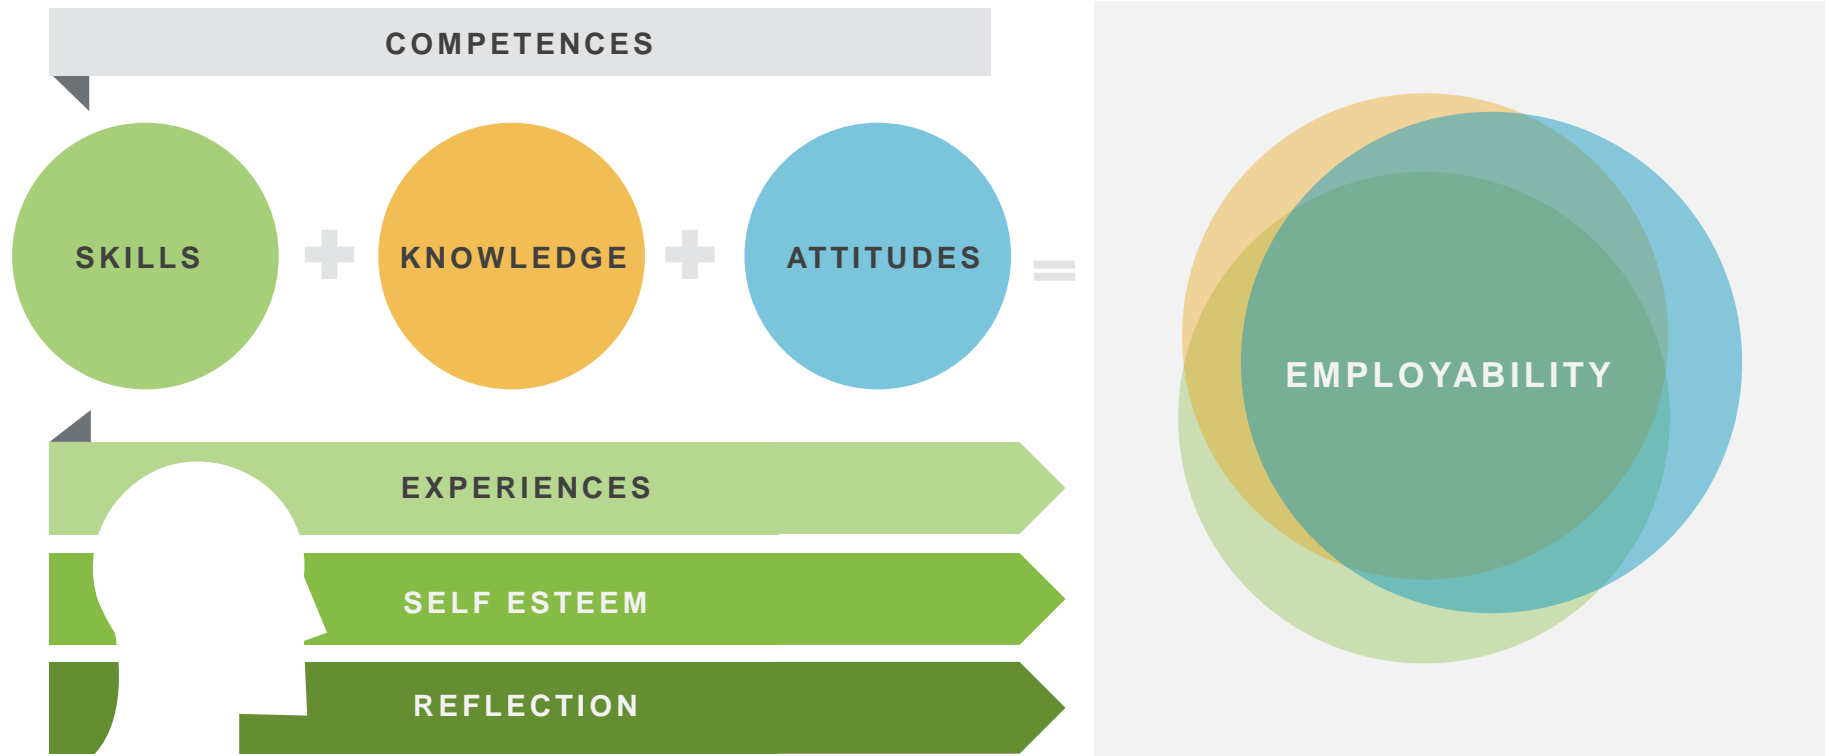 COMPETENCES
SKILLS + KNOWLEDGE + ATTITUDES =
EMPLOYABILITY
EXPERIENCES
SELF ESTEEM
REFLECTION